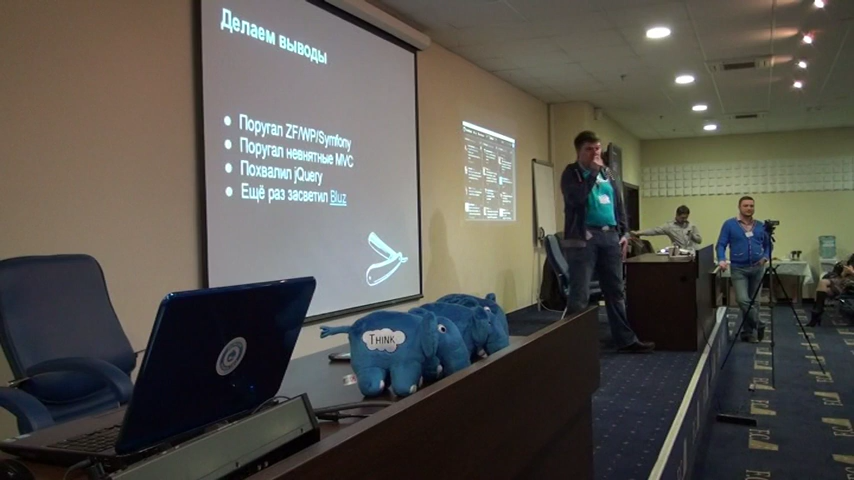 Делаем выводы
Поругал ZF/WP/Symfony
Поругал невнятные MVC
Похвалил jQuery
Ещё раз засветил Bluz
THINK